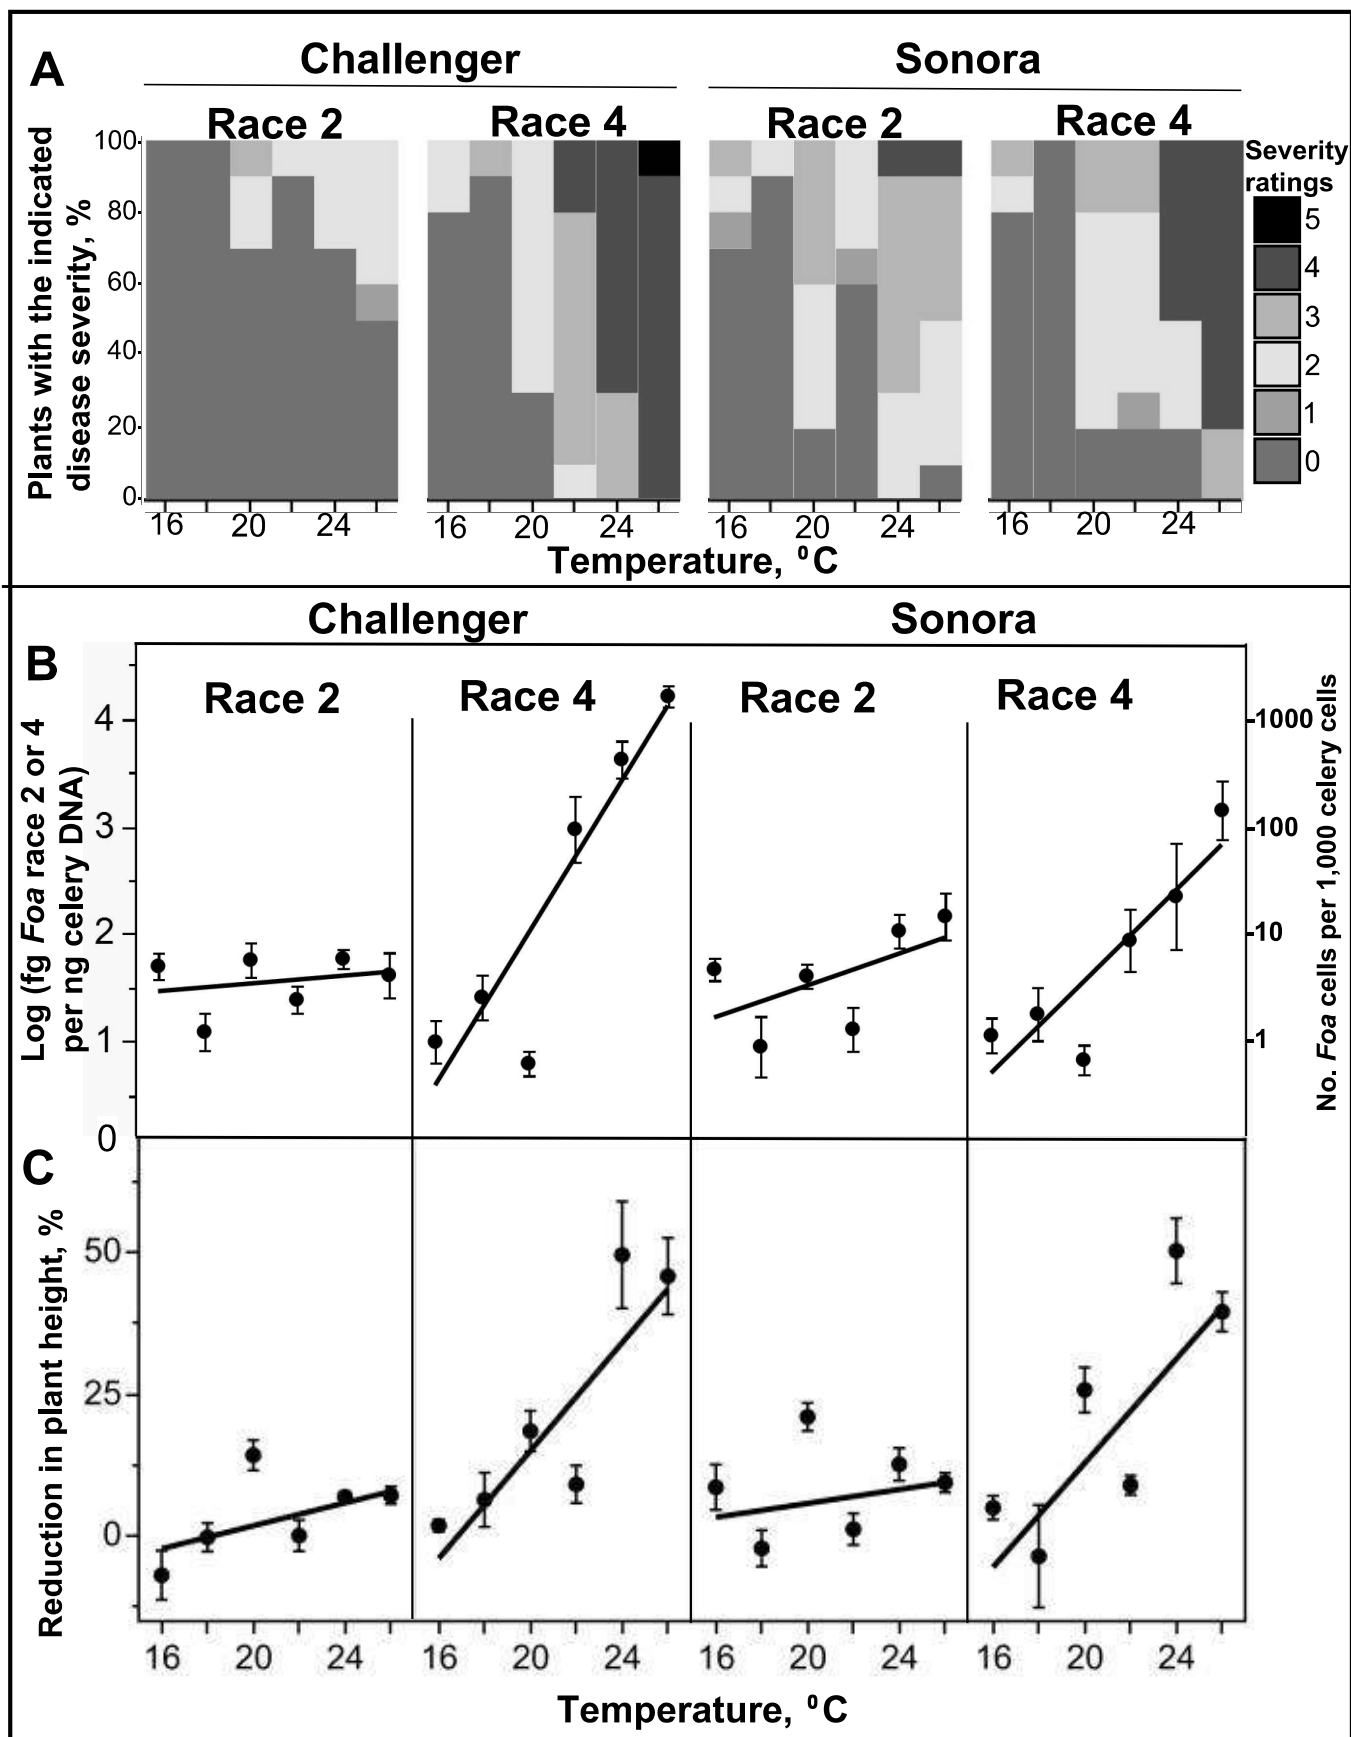 A
Challenger
Sonora
Race 2
Race 4
Race 2
Race 4
Plants with the indicated
disease severity, %
100
80
60
40
20
0
Severity
ratings
5
4
3
2
1
0
16 20 24
16 20 24
16 20 24
16 20 24
Temperature, ⁰C
Challenger
Sonora
B
Race 2
Race 4
Race 2
Race 4
Log (fg Foa race 2 or 4
per ng celery DNA)
4
3
2
1
0
1000
100
10
1
No. Foa cells per 1,000 celery cells
C
Reduction in plant height, %
50
25
0
16 20 24
16 20 24
16 20 24
16 20 24
Temperature, ⁰C